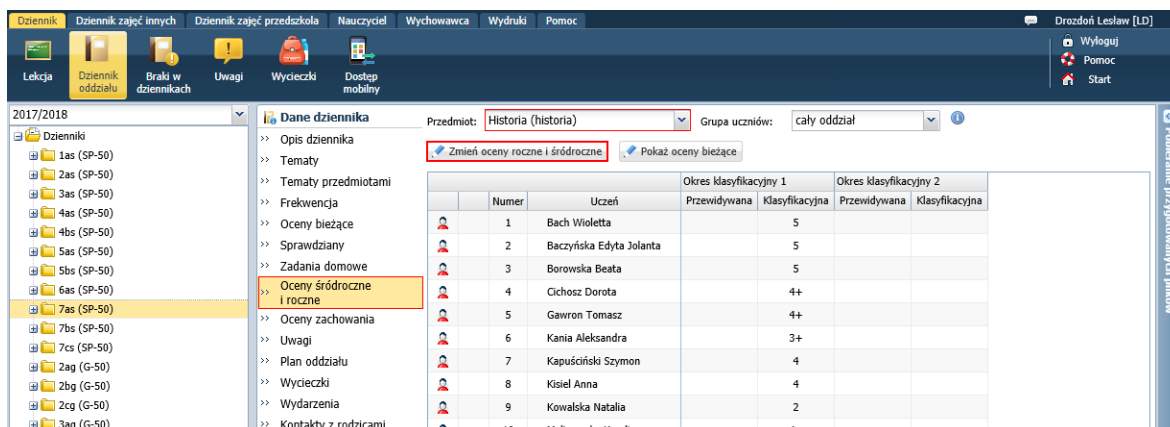 Dziennik Dziennik zajęć innych Dziennik zajęć przedszkola Nauczyciel Wychowawca Wydruki Pomoc Drozdoń Lesław [LD]
Lekcja Dziennik oddziału Braki w dziennikach Uwagi Wycieczki Dostęp mobilny
Wyloguj
Pomoc
Start
2017/2018
Dzienniki
1as (SP-50)
2as (SP-50)
3as (SP-50)
4as (SP-50)
4bs (SP-50)
5as (SP-50)
5bs (SP-50)
6as (SP-50)
7as (SP-50)
7bs (SP-50)
7cs (SP-50)
2ag (G-50)
2bg (G-50)
2cg (G-50)
3ag (G-50)
Dane dziennika
>> Opis dziennika
>> Tematy
>> Tematy przedmiotami
>> Frekwencja
>> Oceny bieżące
>> Sprawdziany
>> Zadania domowe
>> Oceny śródroczne
i roczne
>> Oceny zachowania
>> Uwagi
>> Plan oddziału
>> Wycieczki
>> Wydarzenia
>> Kontakty z rodzicami
Przedmiot: Historia (historia) Grupa uczniów: cały oddział
Zmień oceny roczne i śródroczne Pokaż oceny bieżące
Okres klasyfikacyjny 1 Okres klasyfikacyjny 2
Numer Uczeń Przewidywana Klasyfikacyjna Przewidywana Klasyfikacyjna
1 Bach Wioletta 5
2 Baczyńska Edyta Jolanta 5
3 Borowska Beata 5
4 Cichosz Dorota 4+
5 Gawron Tomasz 4+
6 Kania Aleksandra 3+
7 Kapuściński Szymon 4
8 Kisiel Anna 4
9 Kowalska Natalia 2